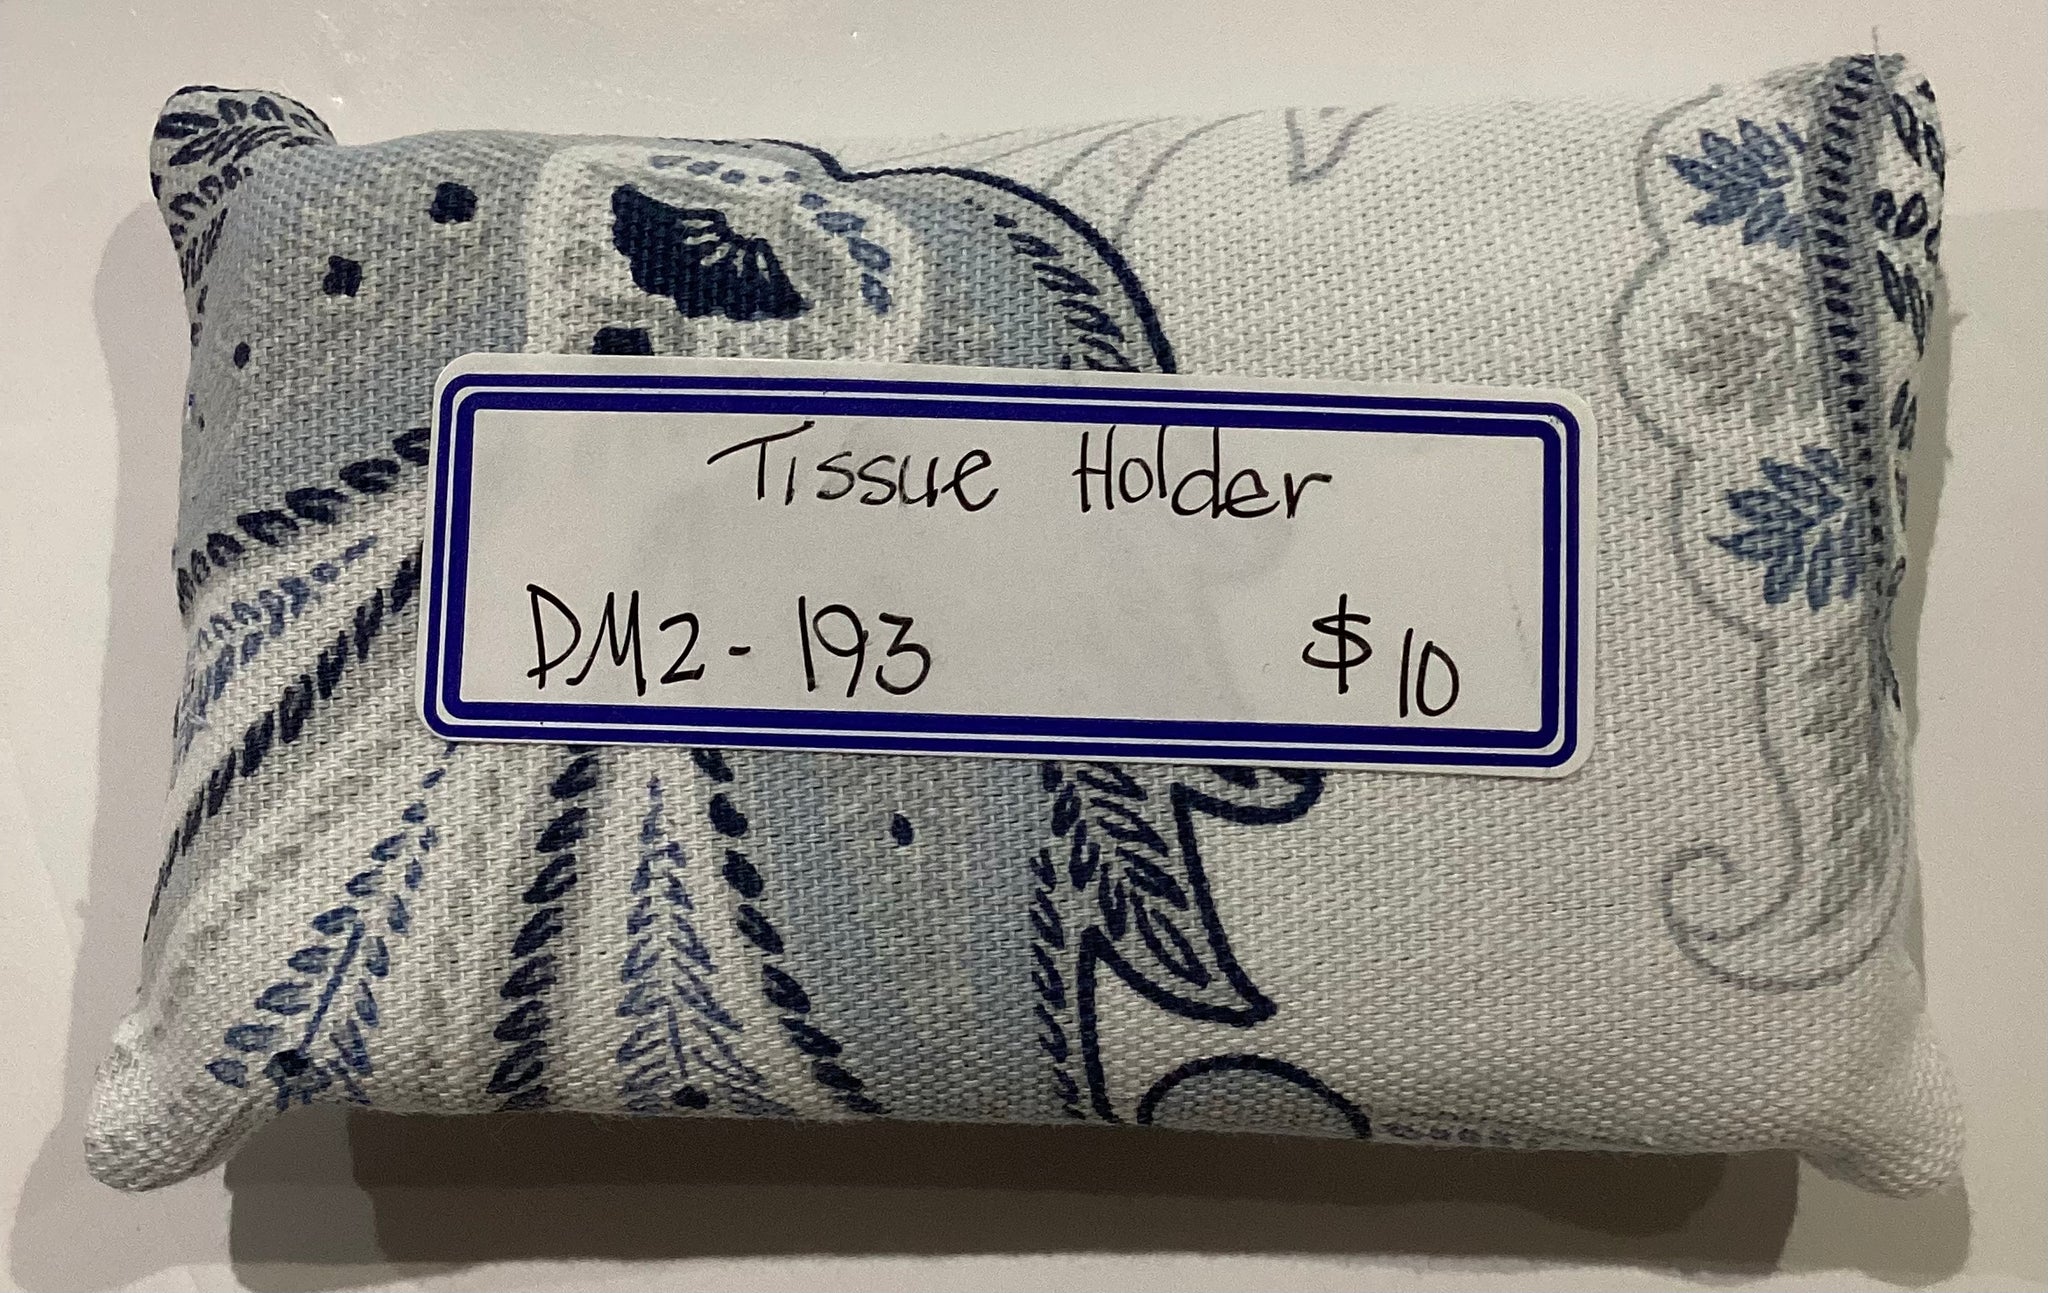 Tissue Holder
DM2-193 $10